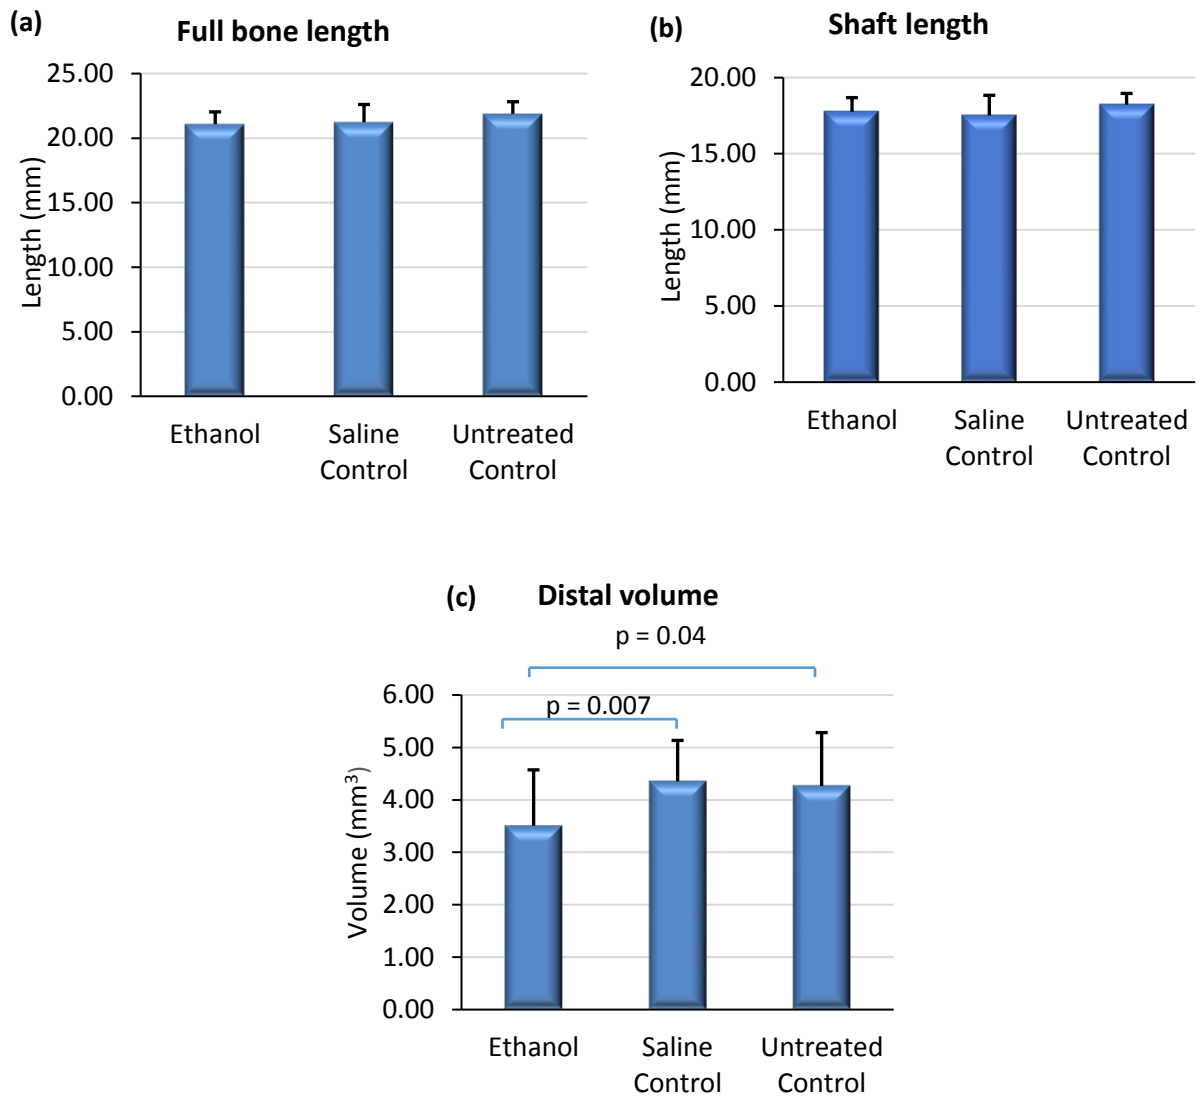 (a)
Full bone length
25.00
20.00
15.00
10.00
5.00
0.00
Length (mm)
Ethanol
Saline
Control
Untreated
Control
(b)
Shaft length
20.00
15.00
10.00
5.00
0.00
Length (mm)
Ethanol
Saline
Control
Untreated
Control
(c)
Distal volume
p = 0.04
p = 0.007
6.00
5.00
4.00
3.00
2.00
1.00
0.00
Volume (mm³)
Ethanol
Saline
Control
Untreated
Control